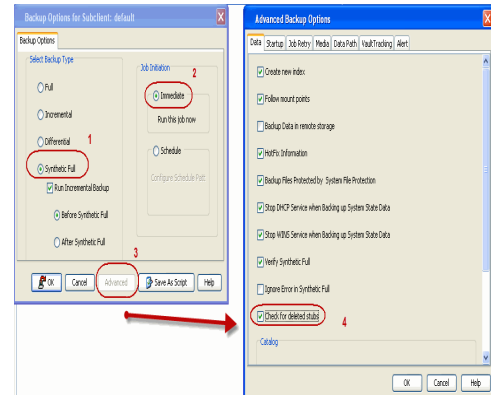 Backup Options for Subclient: default
Backup Options
Select Backup Type
Full
Incremental
Differential
1
Synthetic Full
Run Incremental Backup
Before Synthetic Full
After Synthetic Full
Job Initiation
2
Immediate
Run this job now
Schedule
Configure Schedule Pattern
3
OK
Cancel
Advanced
Save As Script
Help
Advanced Backup Options
Data
Startup
Job Retry
Media
Data Path
VaultTracking
Alert
Create new index
Follow mount points
Backup Data in remote storage
HotFix Information
Backup Files Protected by System File Protection
Stop DHCP Service when Backing up System State Data
Stop WINS Service when Backing up System State Data
Verify Synthetic Full
Ignore Error in Synthetic Full
Check for deleted stubs
4
Catalog
OK
Cancel
Help